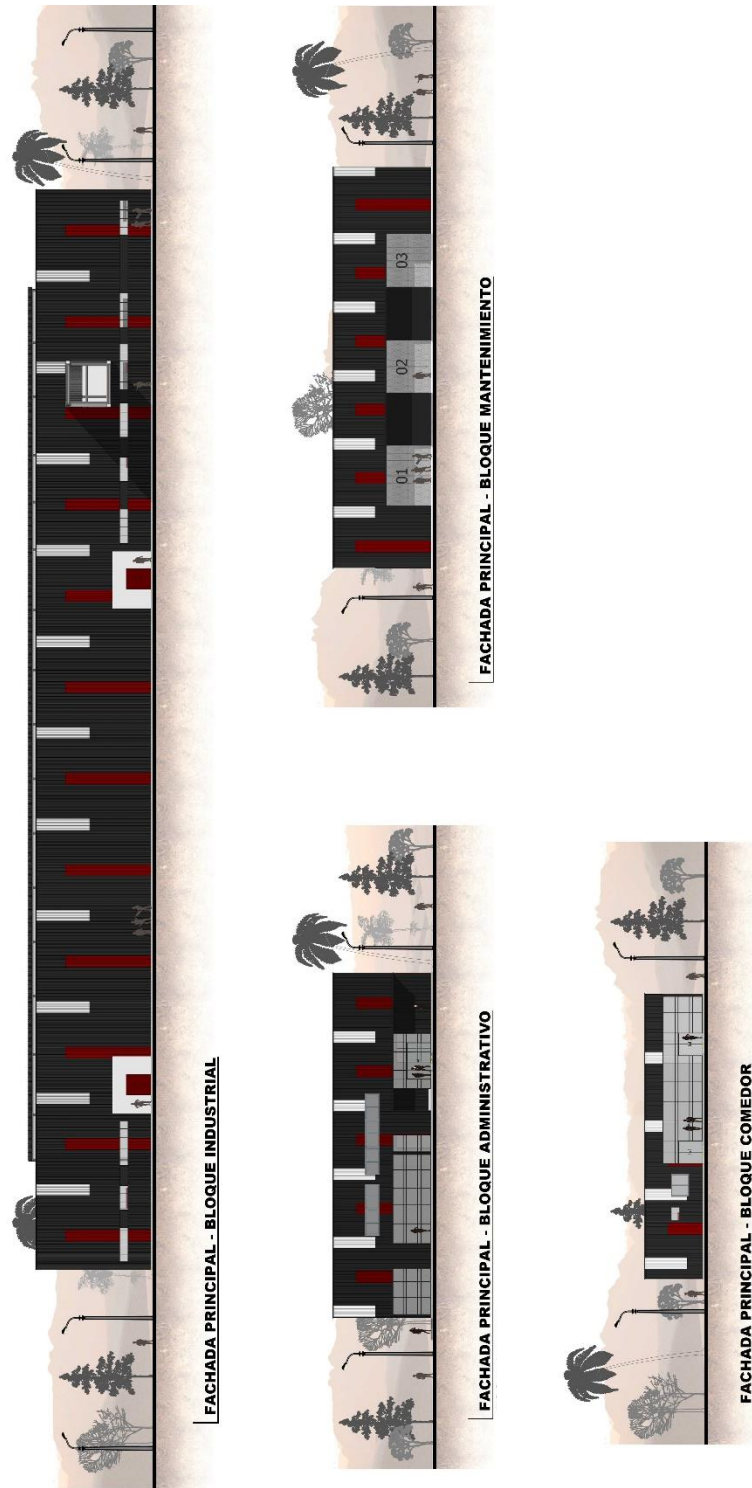 FACHADA PRINCIPAL - BLOQUE INDUSTRIAL
01
02
03
FACHADA PRINCIPAL - BLOQUE MANTENIMIENTO
FACHADA PRINCIPAL - BLOQUE ADMINISTRATIVO
FACHADA PRINCIPAL - BLOQUE COMEDOR